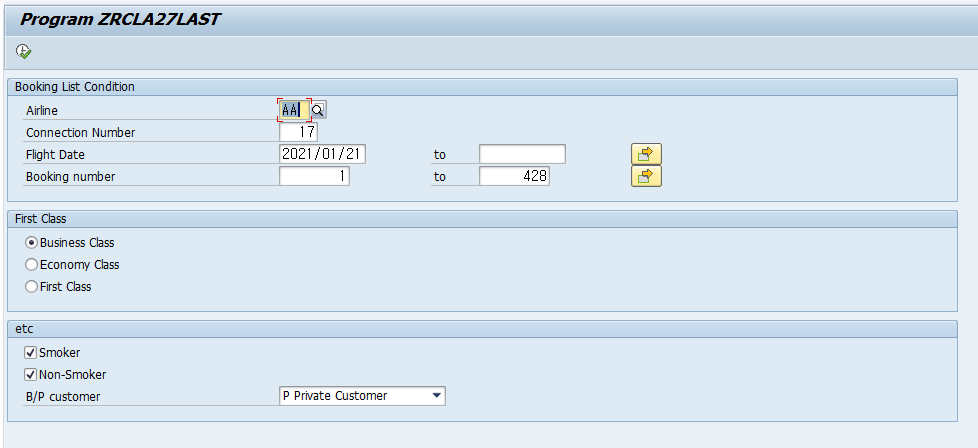 Program ZRCLA27LAST
Booking List Condition
Airline AA
Connection Number 17
Flight Date 2021/01/21 to
Booking number 1 to 428
First Class
Business Class
Economy Class
First Class
etc
Smoker
Non-Smoker
B/P customer P Private Customer